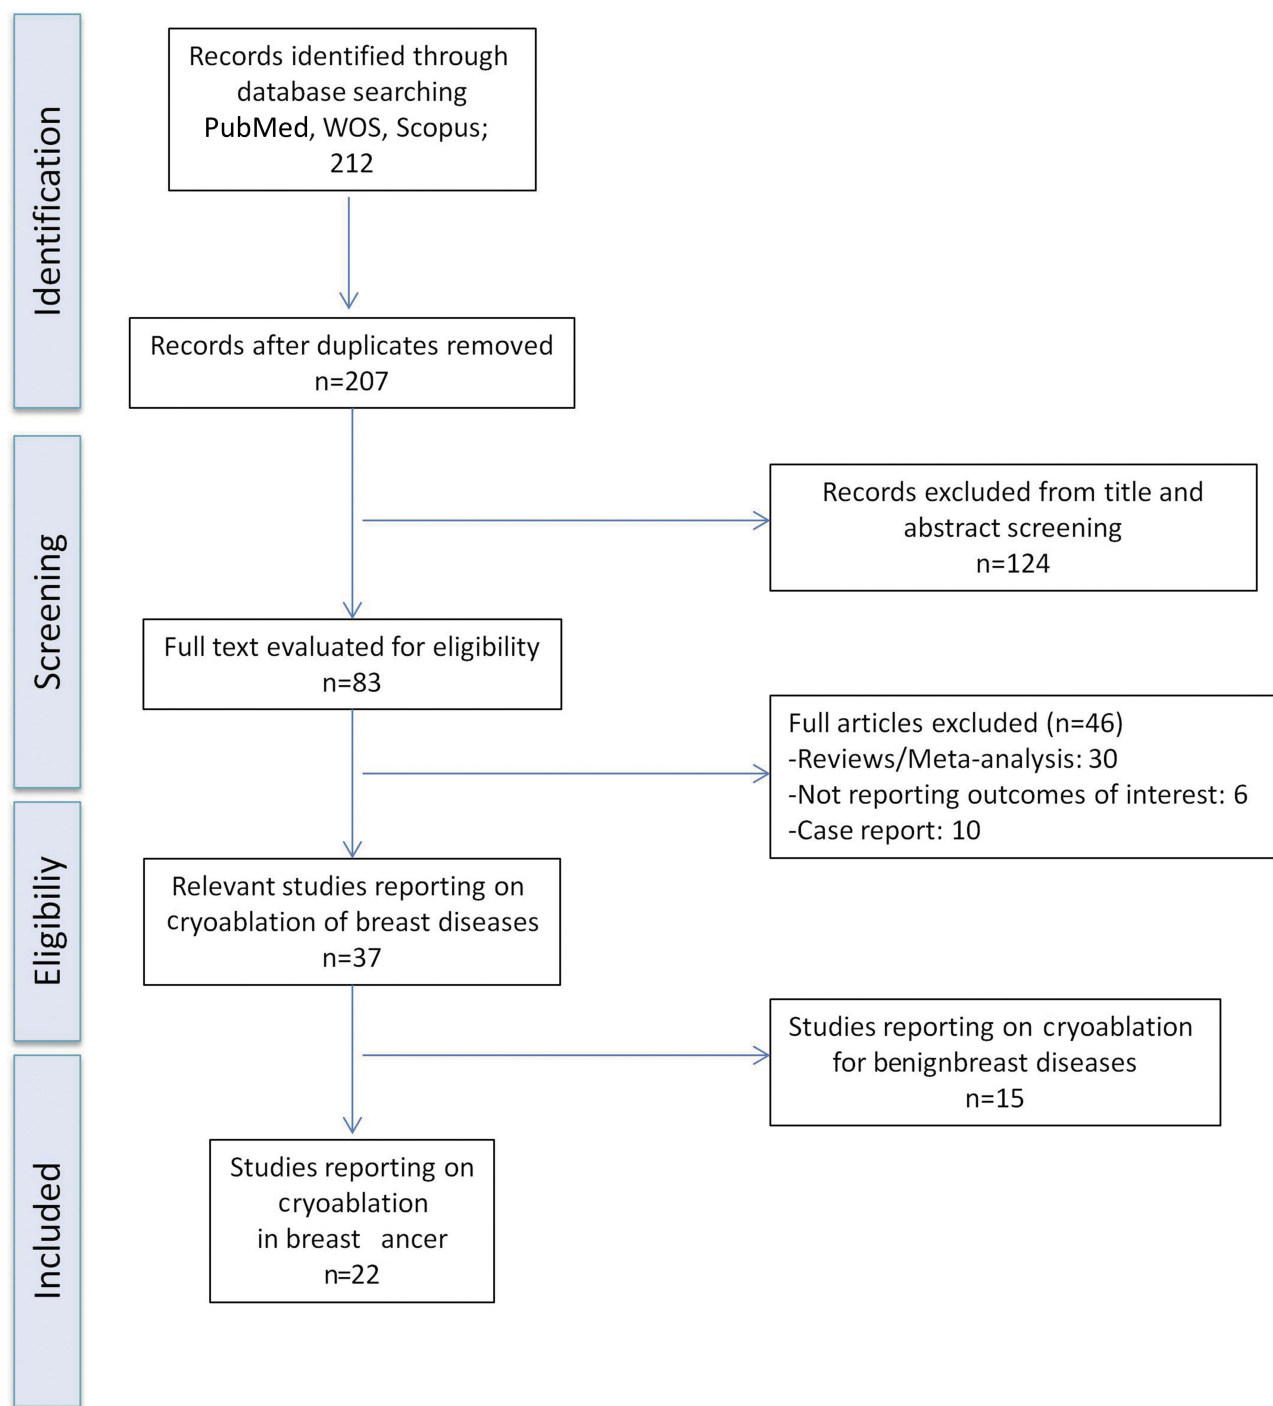 Identification
Records identified through
database searching
PubMed, WOS, Scopus;
212
Records after duplicates removed
n=207
Screening
Records excluded from title and
abstract screening
n=124
Full text evaluated for eligibility
n=83
Full articles excluded (n=46)
-Reviews/Meta-analysis: 30
-Not reporting outcomes of interest: 6
-Case report: 10
Eligibiliy
Relevant studies reporting on
cryoablation of breast diseases
n=37
Studies reporting on cryoablation
for benignbreast diseases
n=15
Included
Studies reporting on
cryoablation
in breast ancer
n=22